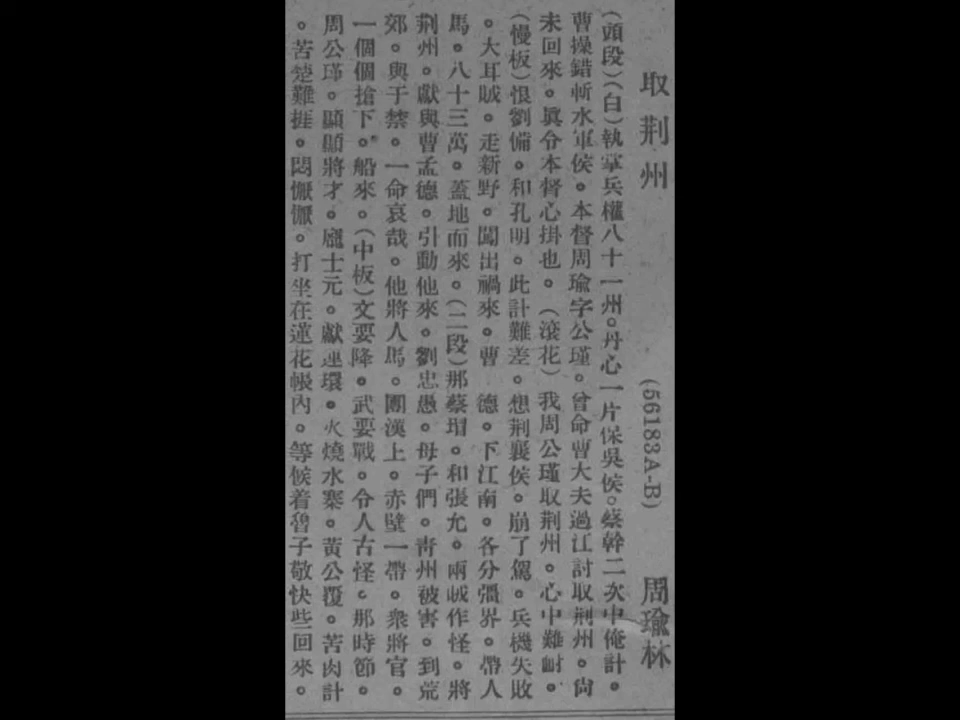 取荆州 (56183A-B) 周瑜林
(頭段)(白)執掌兵權八十一州。丹心一片保吳侯。蔡幹二次中俺計。
曹操錯斬水軍侯。本督周瑜字公瑾。曾命曹大夫過江討取荆州。尙
未回來。眞令本督心掛也。(滾花)我周公瑾取荆州。心中難耐。
(慢板)恨劉備。和孔明。此計難差。想荆襄侯。崩了駕。兵機失敗
。大耳賊。走新野。闖出禍來。曹 德。下江南。各分疆界。帶人
馬。八十三萬。蓋地而來。(二段)那蔡瑁。和張允。兩賊作怪。將
荆州。獻與曹孟德。引動他來。劉忠愚。母子們。靑州被害。到荒
郊。與于禁。一命哀哉。他將人馬。團漢上。赤壁一帶。衆將官。
一個個搶下。船來。(中板)文要降。武要戰。令人古怪。那時節。
周公瑾。顯顯將才。龐士元。獻連環。火燒水寨。黃公覆。苦肉計
。苦楚難捱。悶懨懨。打坐在蓮花帳內。等候着魯子敬快些回來。